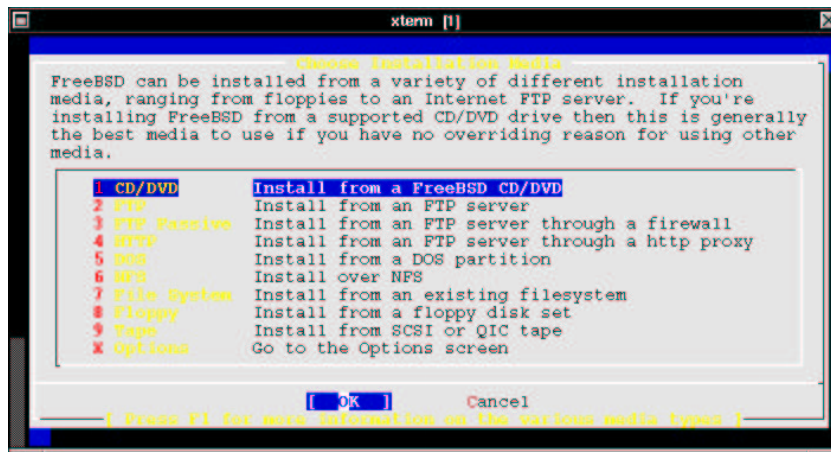 xterm [1]
Choose Installation Media
FreeBSD can be installed from a variety of different installation
media, ranging from floppies to an Internet FTP server.  If you're
installing FreeBSD from a supported CD/DVD drive then this is generally
the best media to use if you have no overriding reason for using other
media.
1 CD/DVD Install from a FreeBSD CD/DVD
2 FTP Install from an FTP server
3 FTP Passive Install from an FTP server through a firewall
4 HTTP Install from an FTP server through a http proxy
5 DOS Install from a DOS partition
6 NFS Install over NFS
7 File System Install from an existing filesystem
8 Floppy Install from a floppy disk set
9 Tape Install from SCSI or QIC tape
X Options Go to the Options screen
[ OK ] Cancel
[ Press F1 for more information on the various media types ]